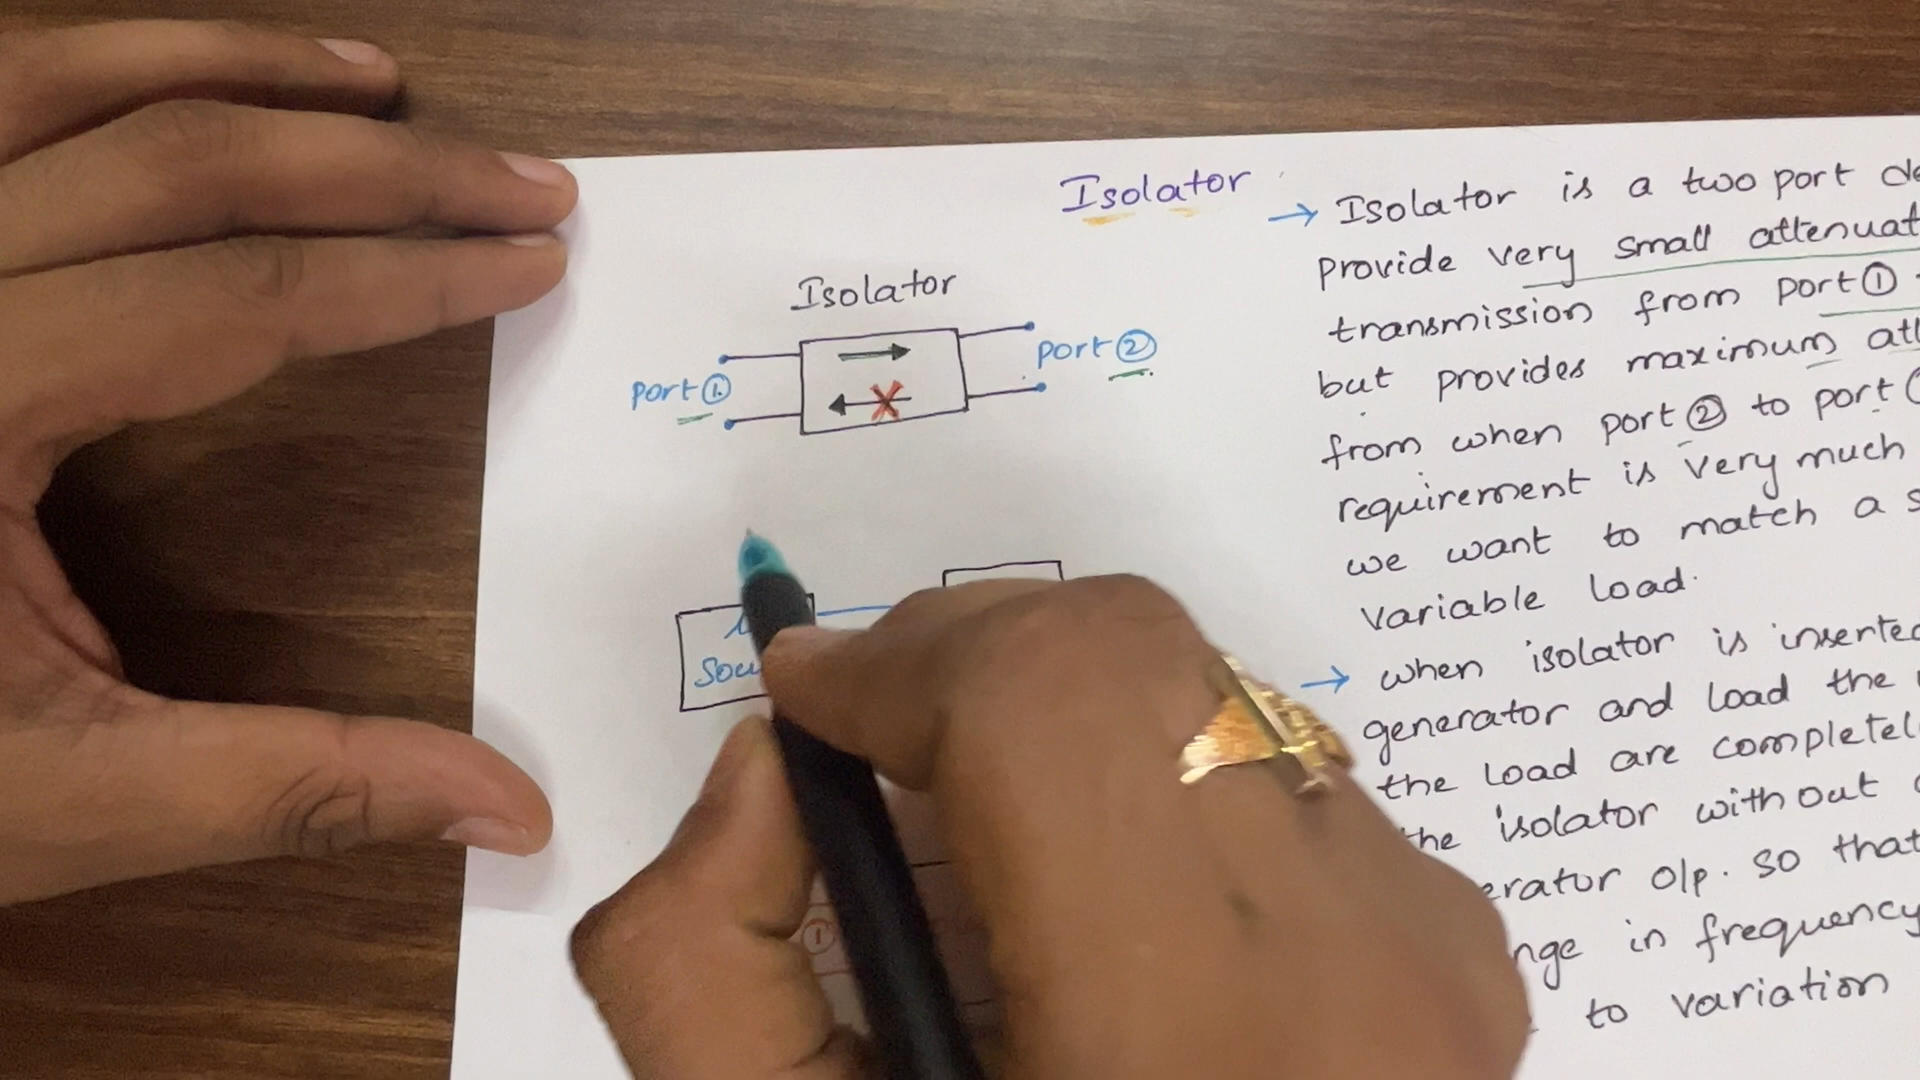 Isolator
Isolator
port ①
port ②
Sou
①
→ Isolator is a two port de
provide very small attenuat
transmission from port ①
but provides maximum att
from when port ② to port
requirement is very much
we want to match a s
variable load.
→ when isolator is inserted
generator and load the
the load are completel
the isolator without
erator o/p. so that
nge in frequency
to variation